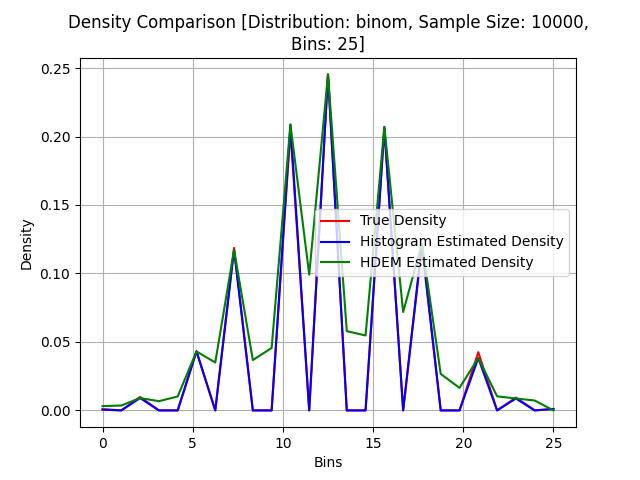 Density Comparison [Distribution: binom, Sample Size: 10000,
Bins: 25]
0.25
0.20
0.15
0.10
0.05
0.00
Density
True Density
Histogram Estimated Density
HDEM Estimated Density
0 5 10 15 20 25
Bins